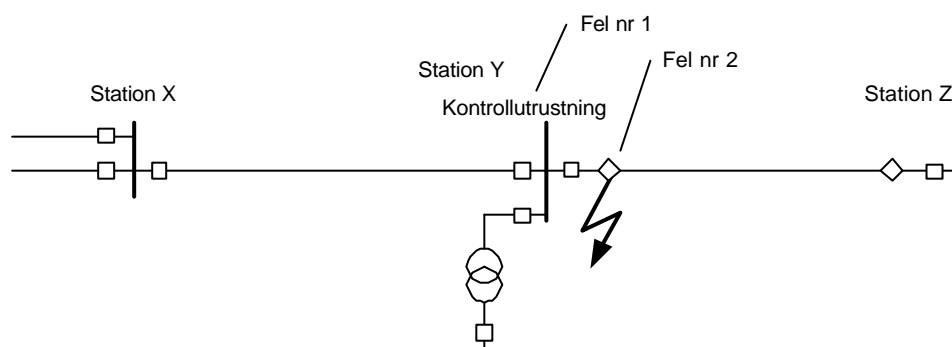 Fel nr 1
Fel nr 2
Station Y
Station X
Station Z
Kontrollutrustning